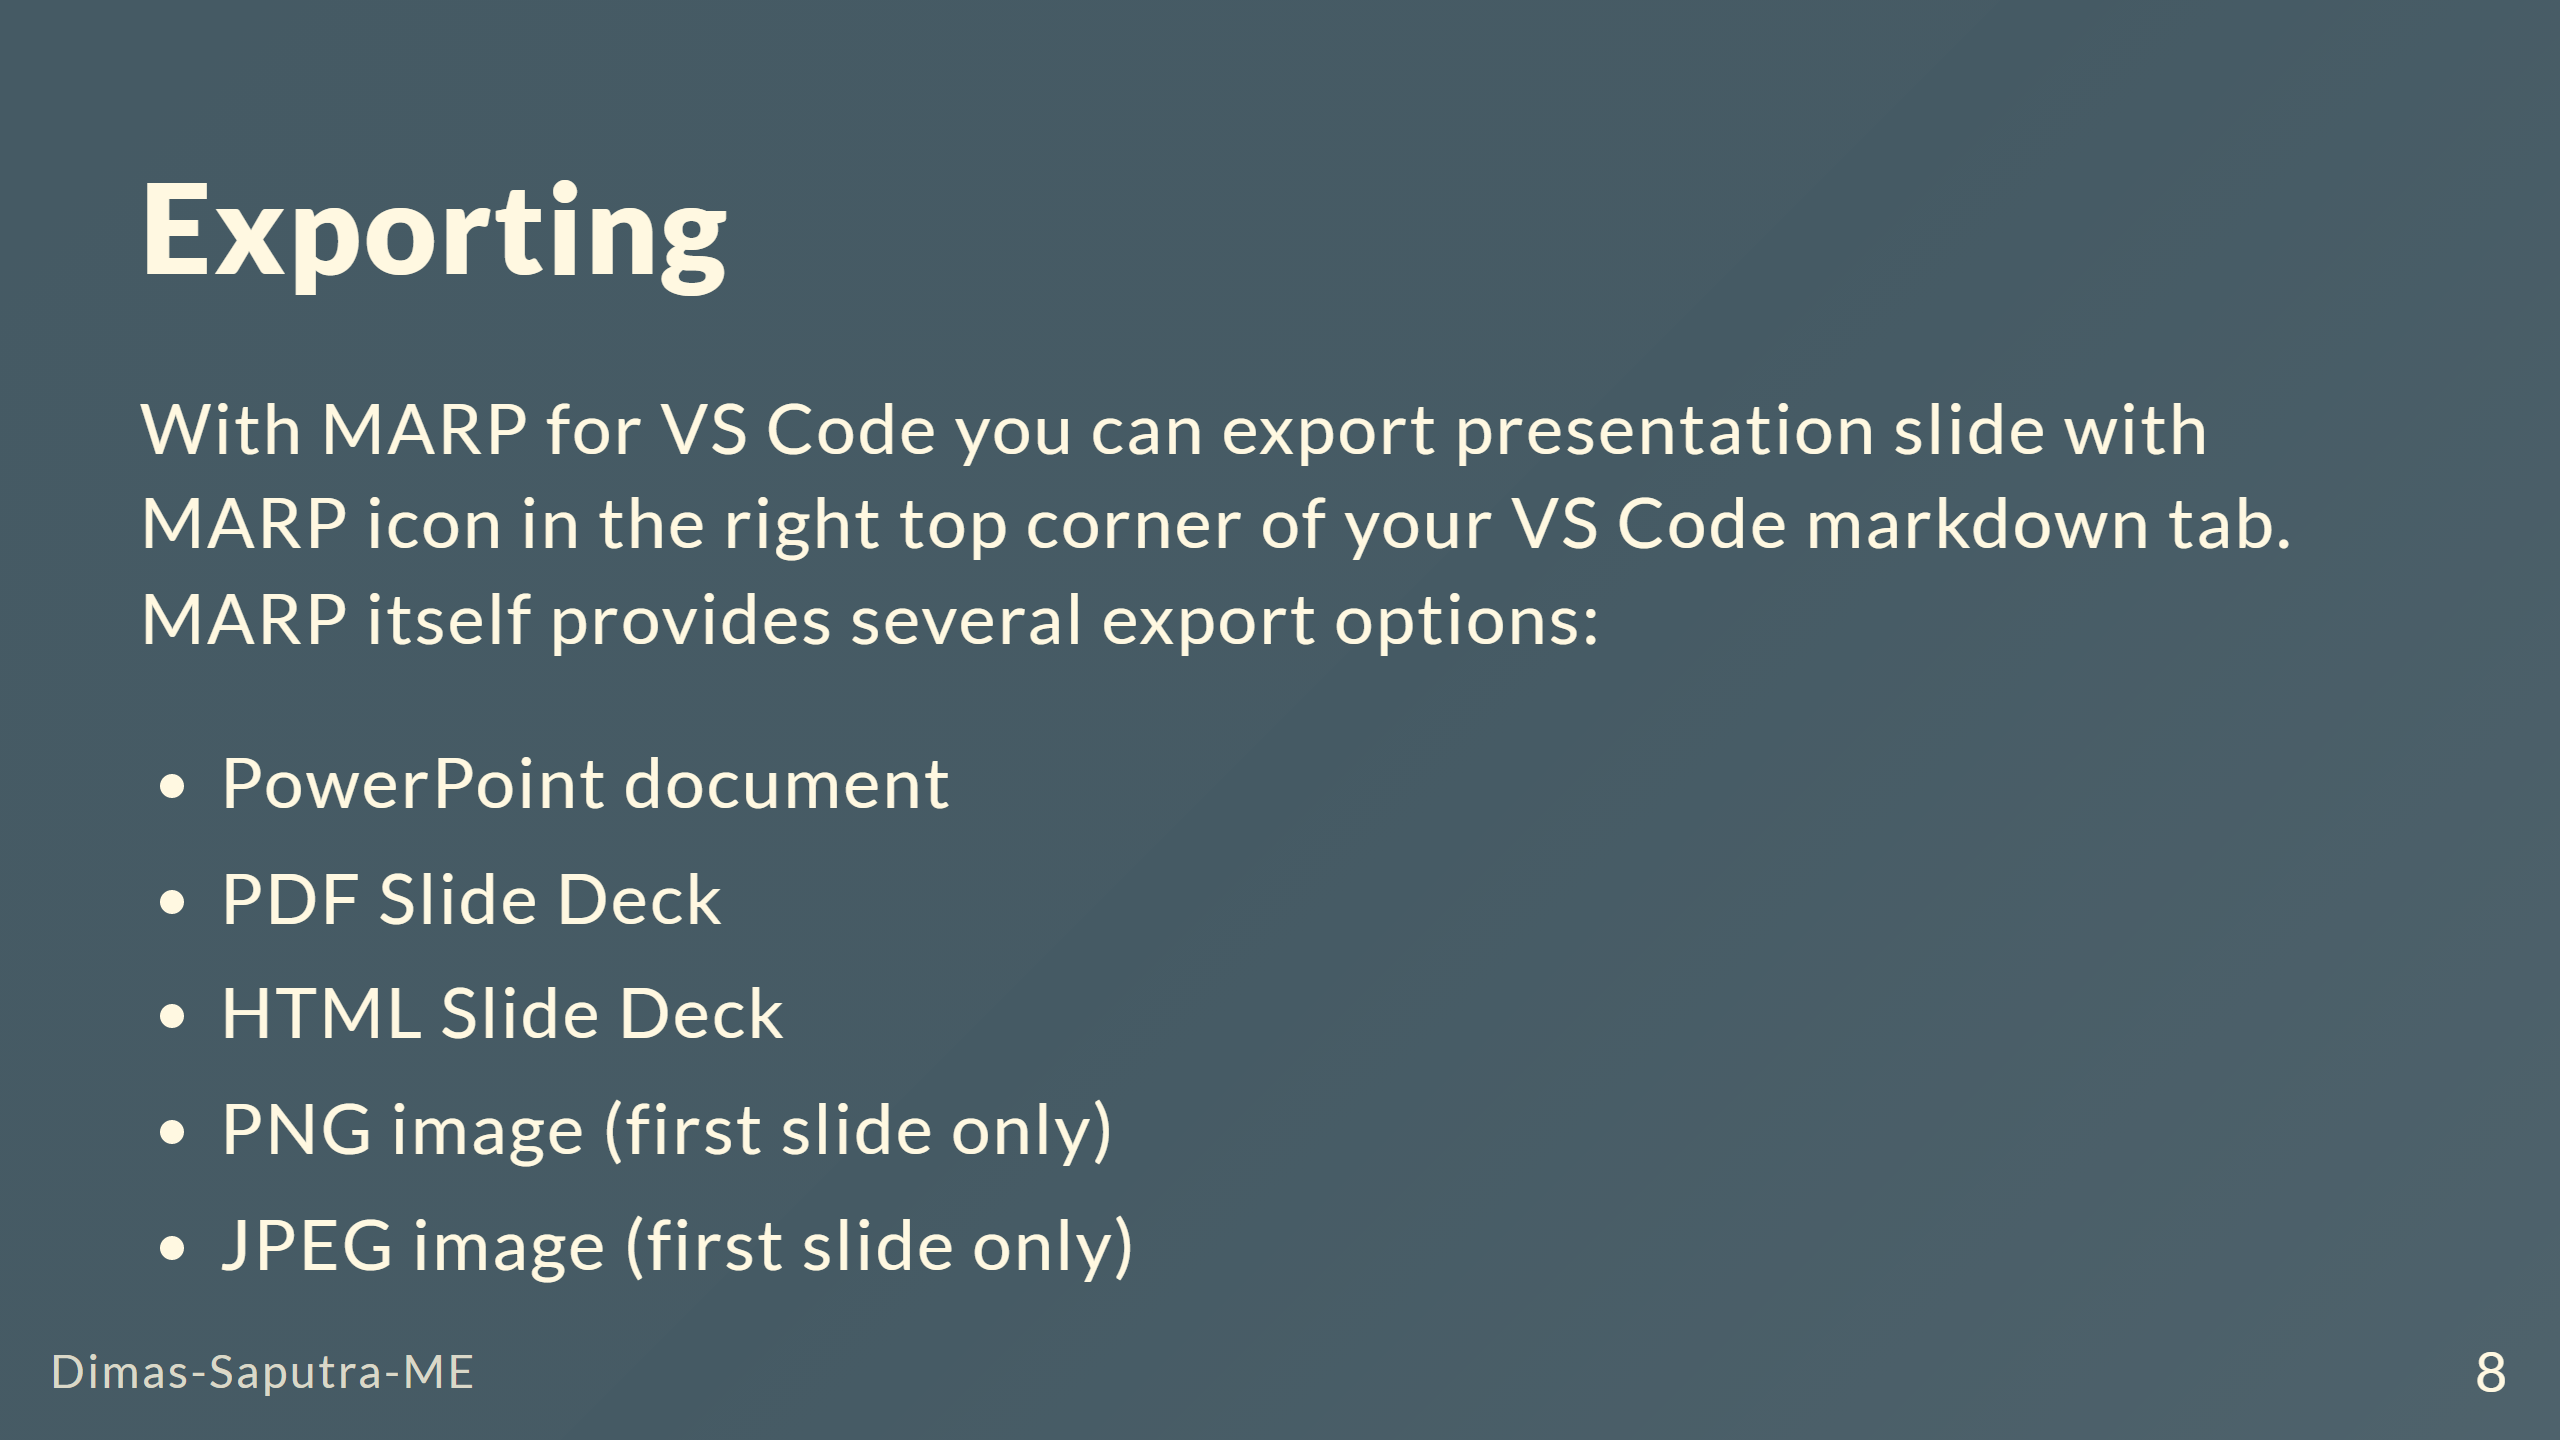 Exporting
With MARP for VS Code you can export presentation slide with
MARP icon in the right top corner of your VS Code markdown tab.
MARP itself provides several export options:
• PowerPoint document
• PDF Slide Deck
• HTML Slide Deck
• PNG image (first slide only)
• JPEG image (first slide only)
Dimas-Saputra-ME
8